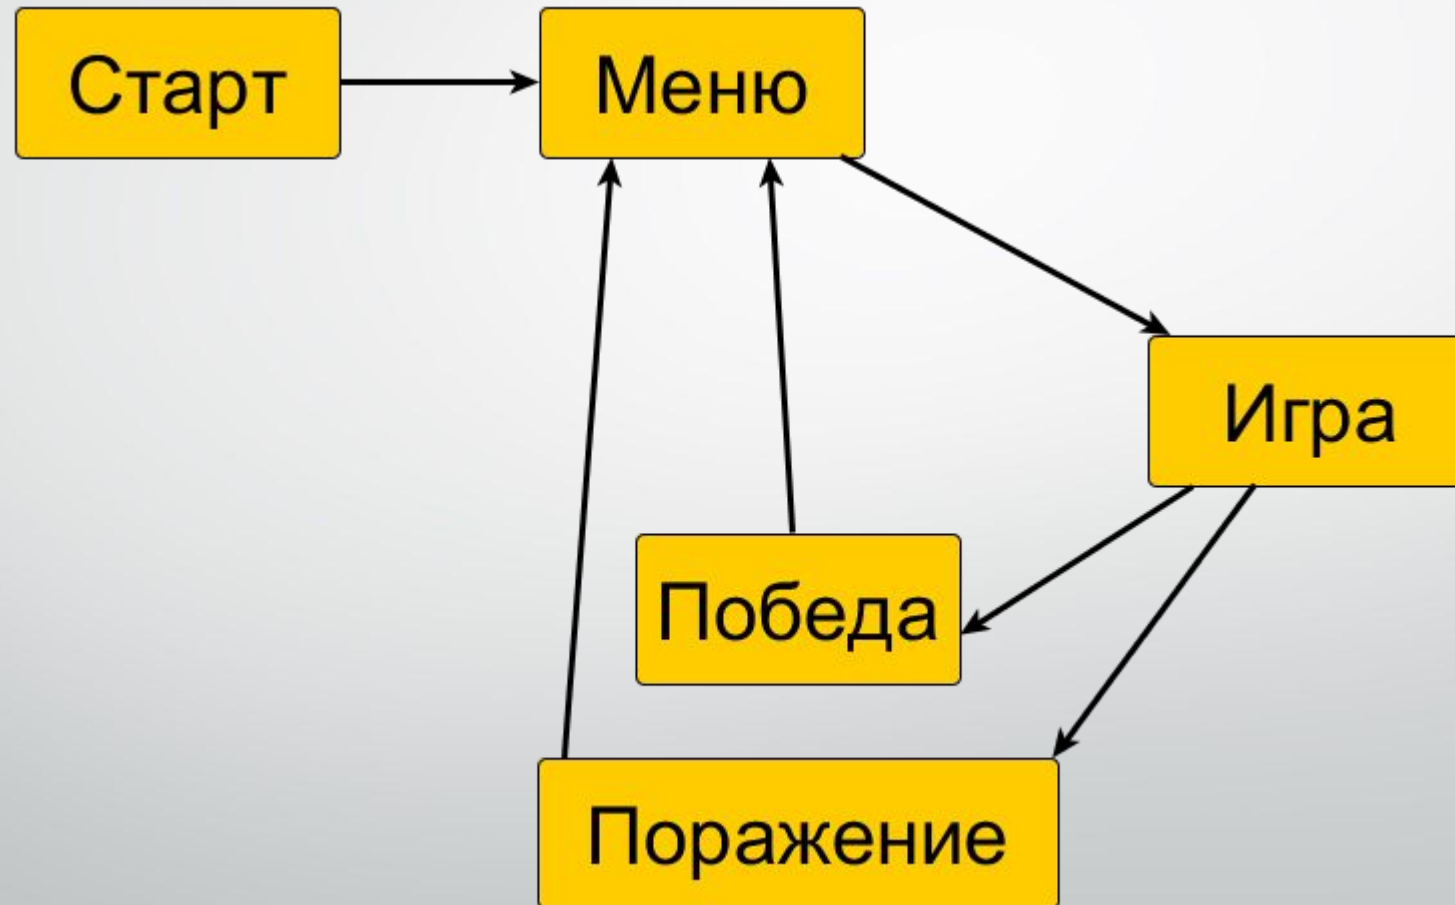 Старт
Меню
Игра
Победа
Поражение